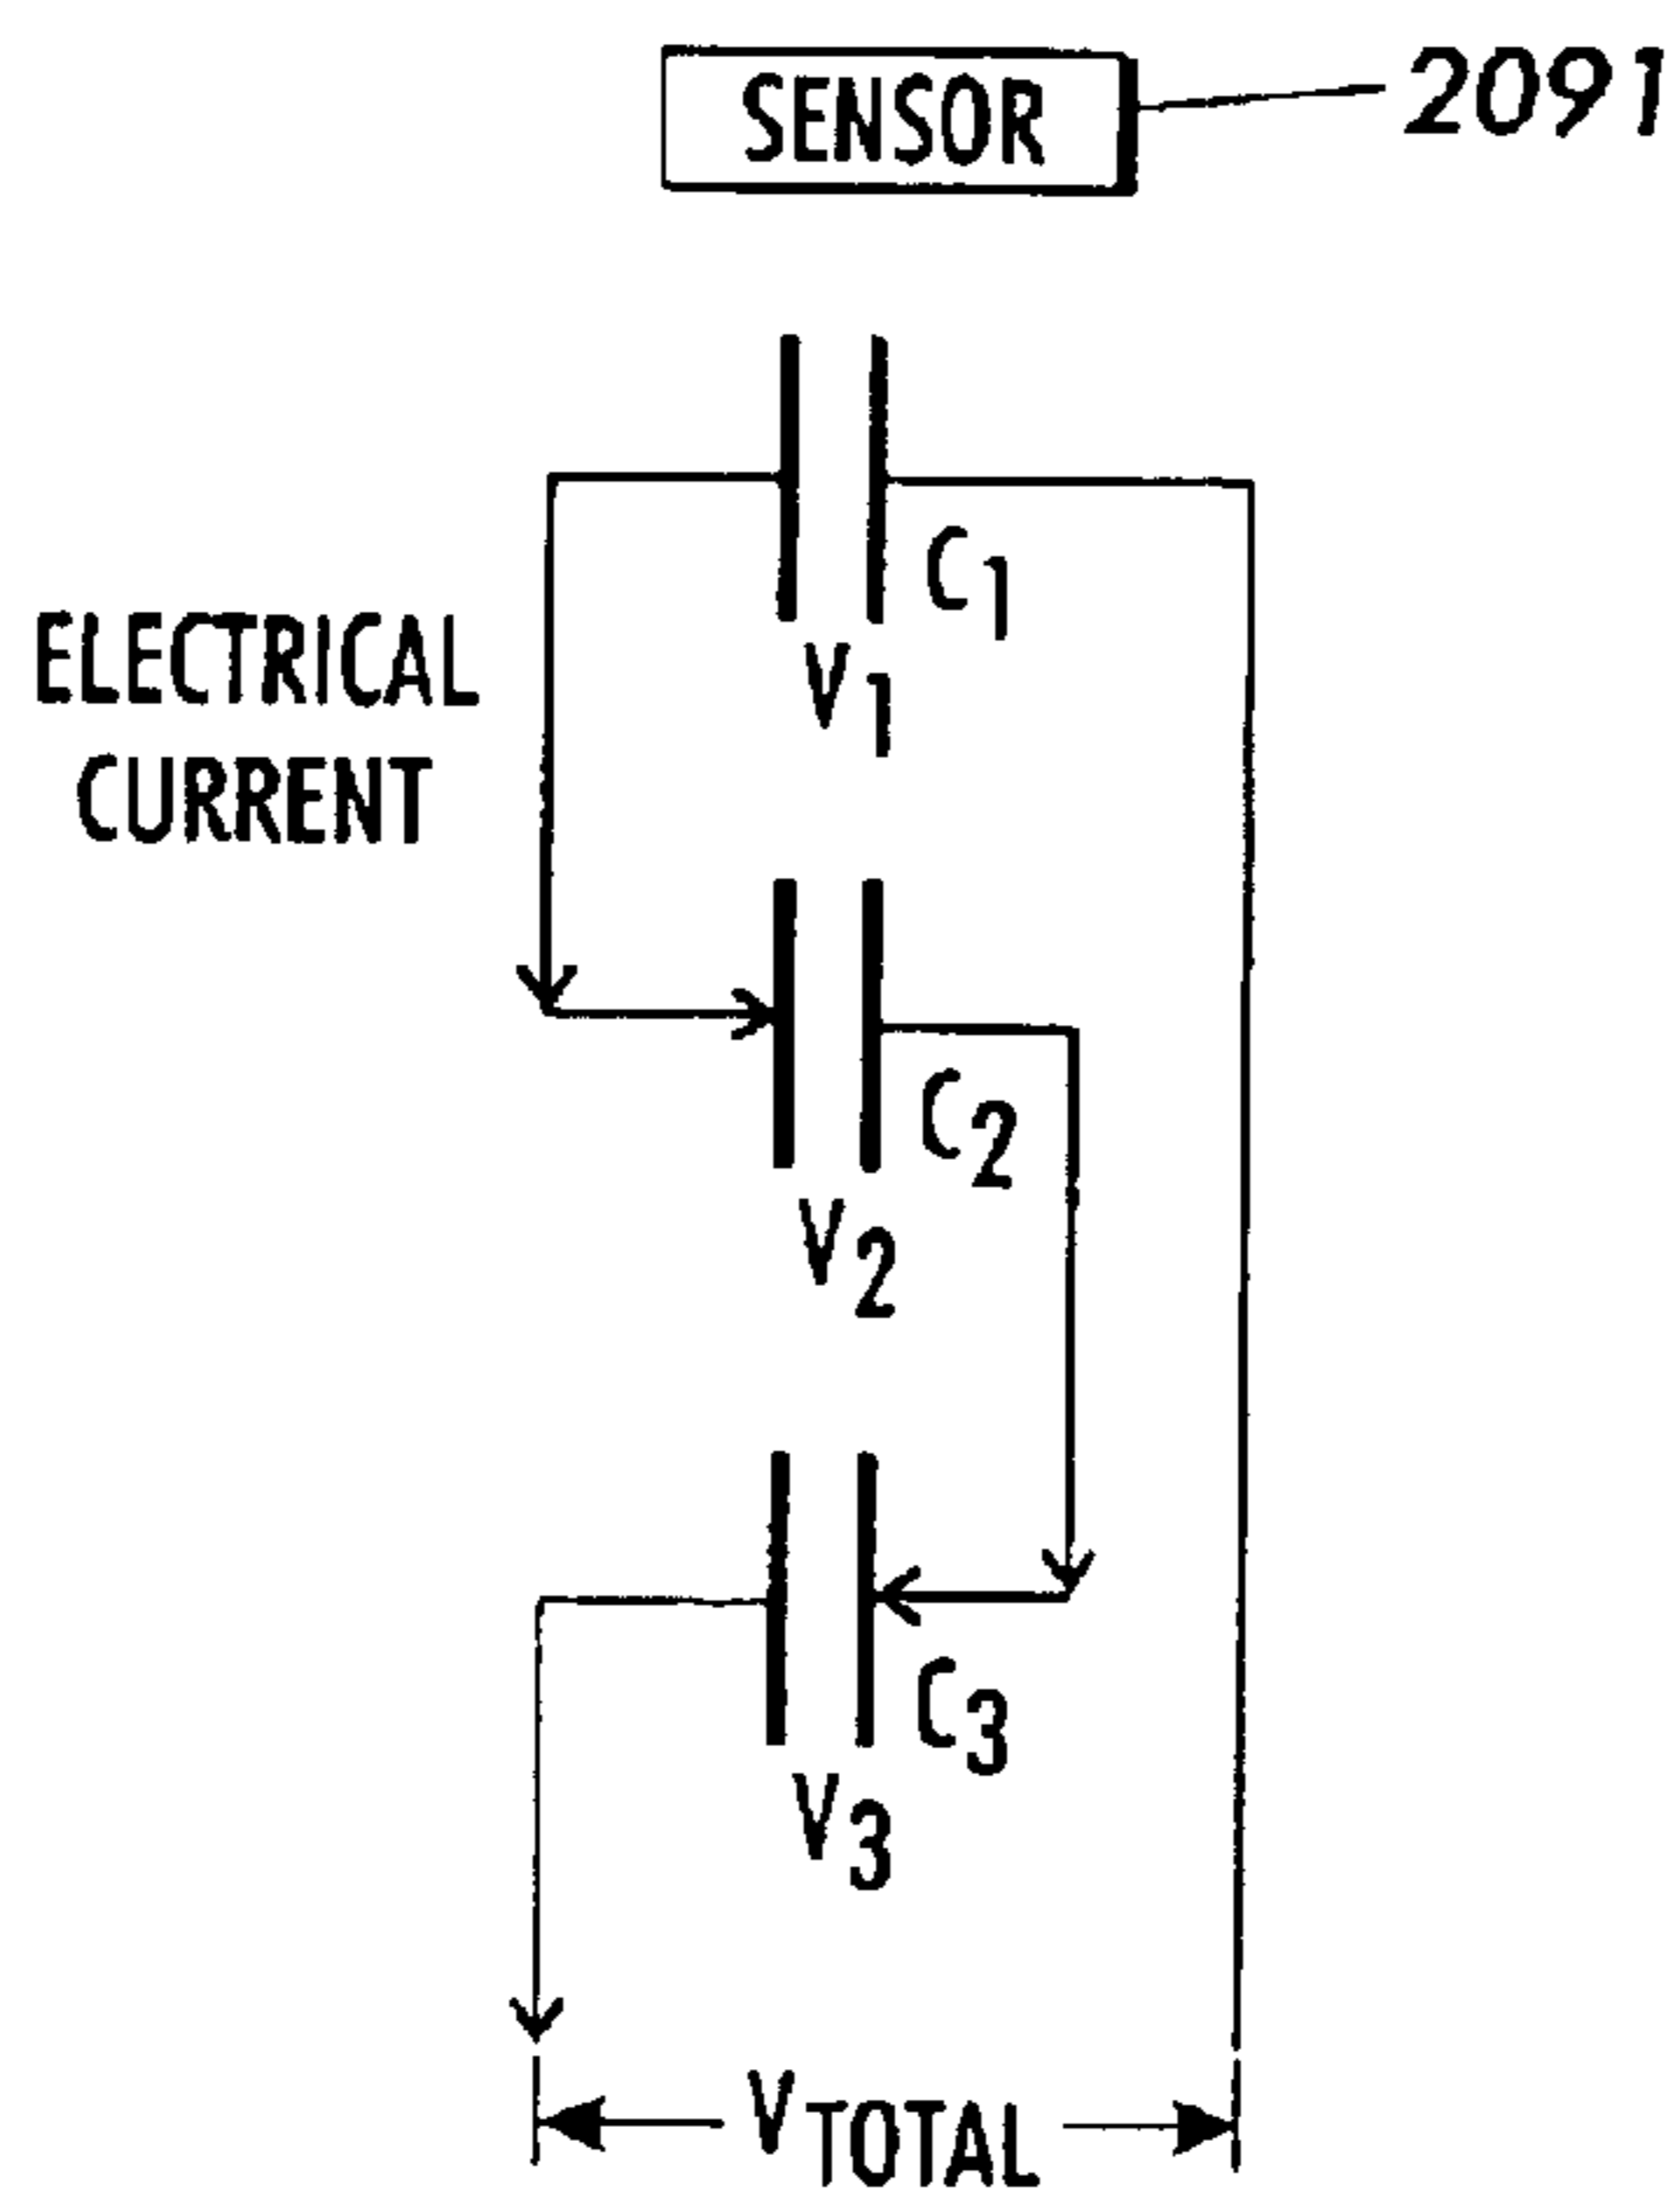 SENSOR 2091
C1
V1
ELECTRICAL
CURRENT
C2
V2
C3
V3
VTOTAL